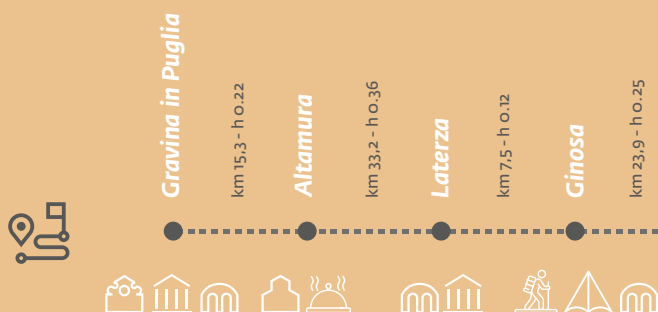 Gravina in Puglia
km 15,3 - h 0.22
Altamura
km 33,2 - h 0.36
Laterza
km 7,5 - h 0.12
Ginosa
km 23,9 - h 0.25